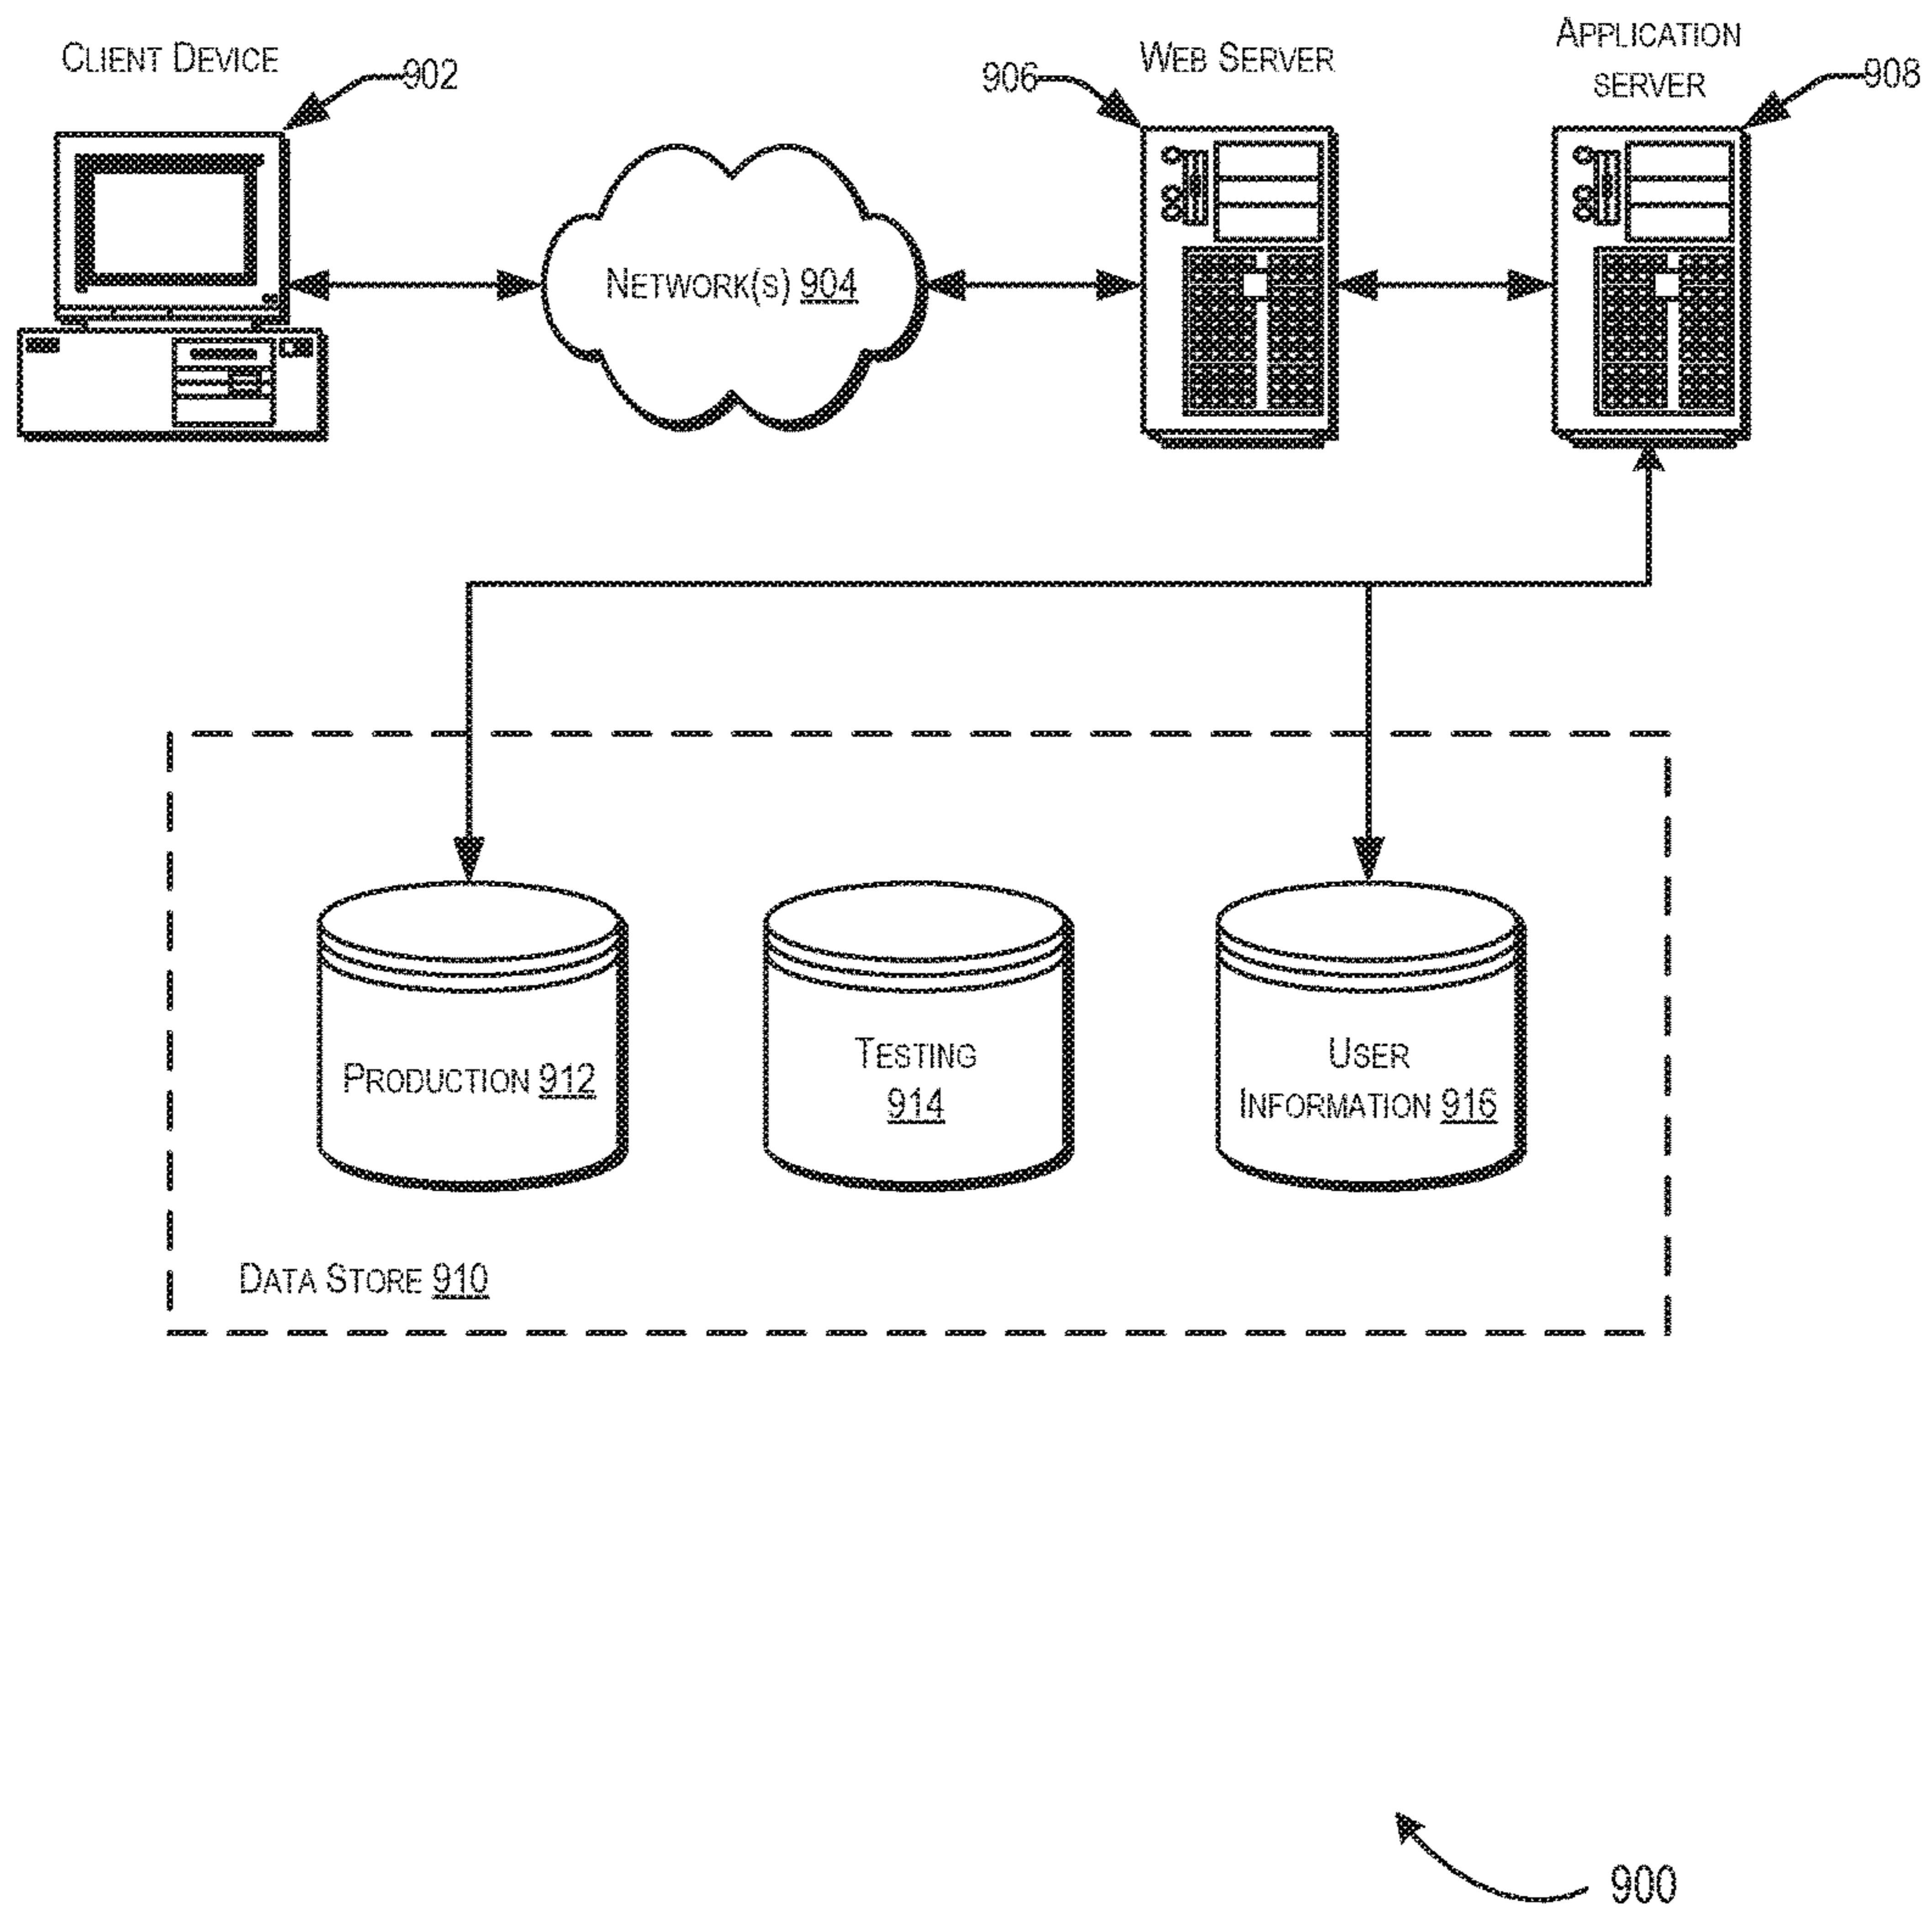 CLIENT DEVICE
902
906
WEB SERVER
APPLICATION
SERVER
908
NETWORK(S) 904
PRODUCTION 912
TESTING
914
USER
INFORMATION 916
DATA STORE 910
900